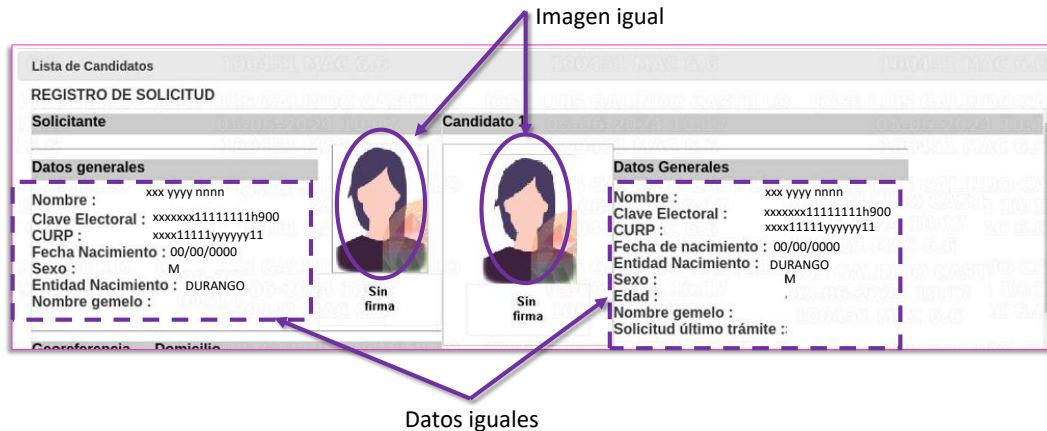 Imagen igual
Lista de Candidatos
REGISTRO DE SOLICITUD
Solicitante
Candidato 1
Datos generales
Nombre : xxx yyyy nnnn
Clave Electoral : xxxxxxx11111111h900
CURP : xxxx11111yyyyyy11
Fecha Nacimiento : 00/00/0000
Sexo : M
Entidad Nacimiento : DURANGO
Nombre gemelo :
Sin
firma
Sin
firma
Datos Generales
Nombre : xxx yyyy nnnn
Clave Electoral : xxxxxxx11111111h900
CURP : xxxx11111yyyyyy11
Fecha de nacimiento : 00/00/0000
Entidad Nacimiento : DURANGO
Sexo : M
Edad :
Nombre gemelo :
Solicitud último trámite :
Georeferencia Domicilio
Datos iguales